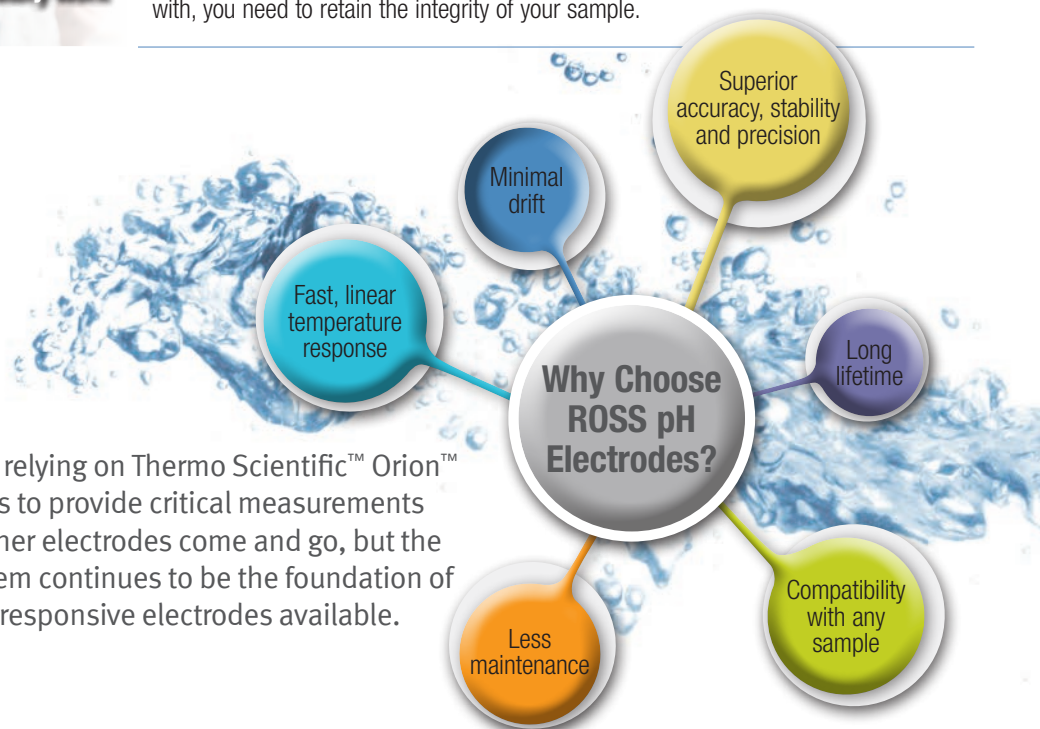 with, you need to retain the integrity of your sample.
Superior
accuracy, stability
and precision
Minimal
drift
Fast, linear
temperature
response
Long
lifetime
Why Choose
ROSS pH
Electrodes?
relying on Thermo Scientific™ Orion™
to provide critical measurements
electrodes come and go, but the
continues to be the foundation of
responsive electrodes available.
Compatibility
with any
sample
Less
maintenance